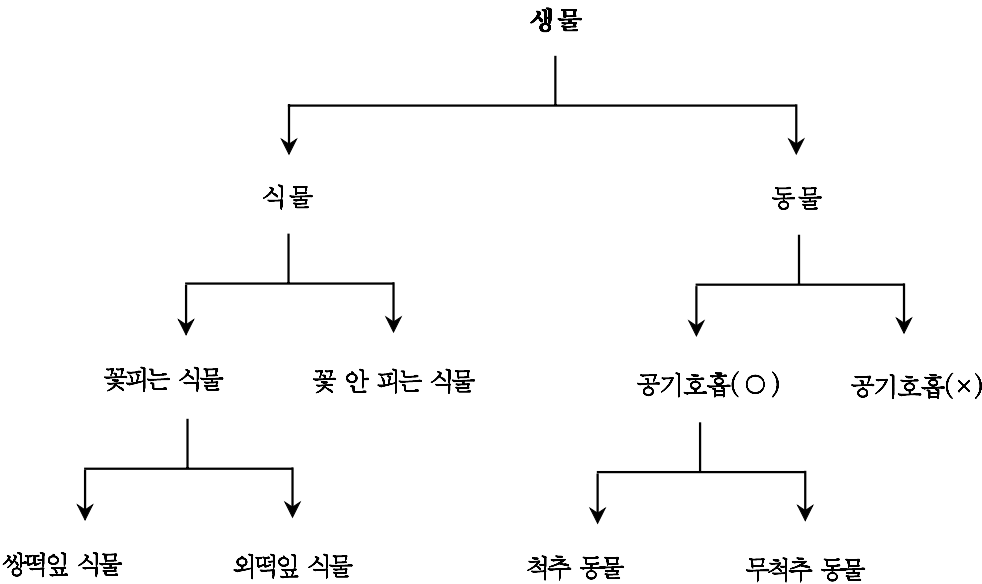 생물
식물 동물
꽃피는 식물 꽃 안 피는 식물 공기호흡(○) 공기호흡(×)
쌍떡잎 식물 외떡잎 식물 척추 동물 무척추 동물